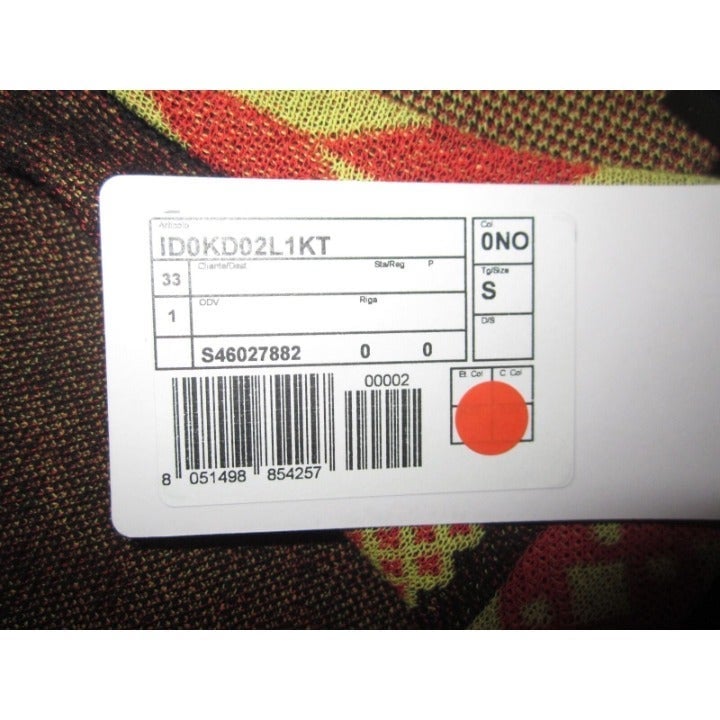 Articolo
ID0KD02L1KT
Col
0NO
33
Cliente/Dest
Sta/Reg
P
Tg/Size
S
1
ODV
Riga
D/S
S46027882 0 0
00002
Et. Col
C. Col
8 051498 854257